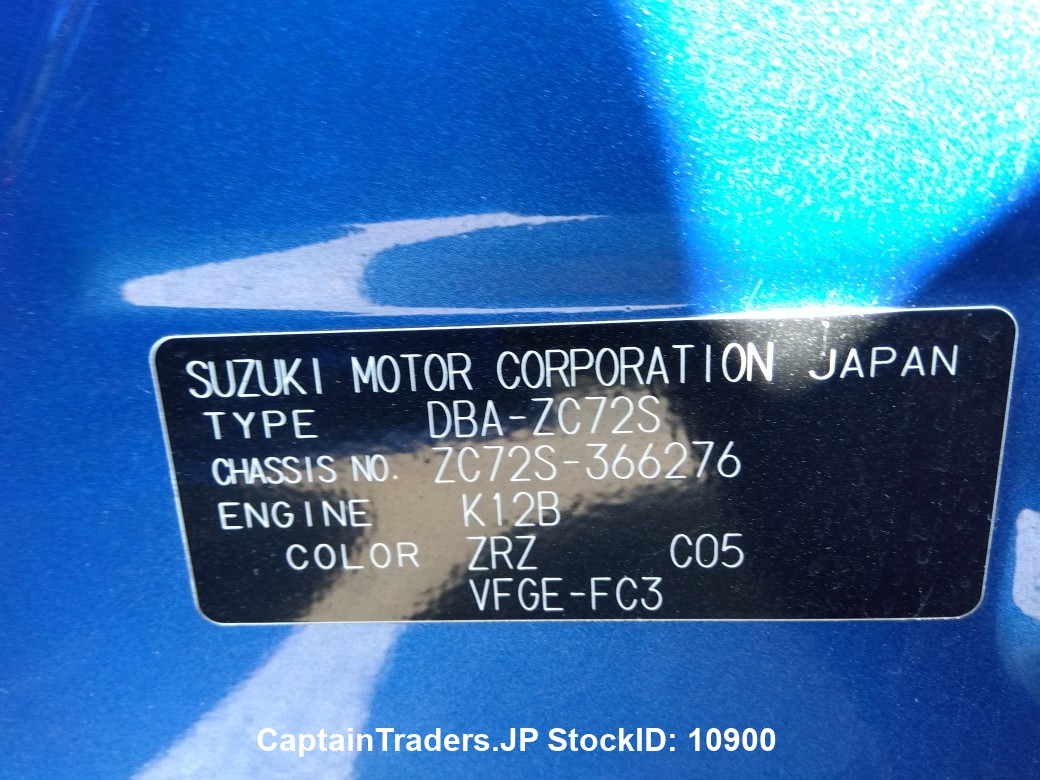 SUZUKI MOTOR CORPORATION JAPAN
TYPE DBA-ZC72S
CHASSIS NO. ZC72S-366276
ENGINE K12B
COLOR ZRZ C05
VFGE-FC3
CaptainTraders.JP StockID: 10900